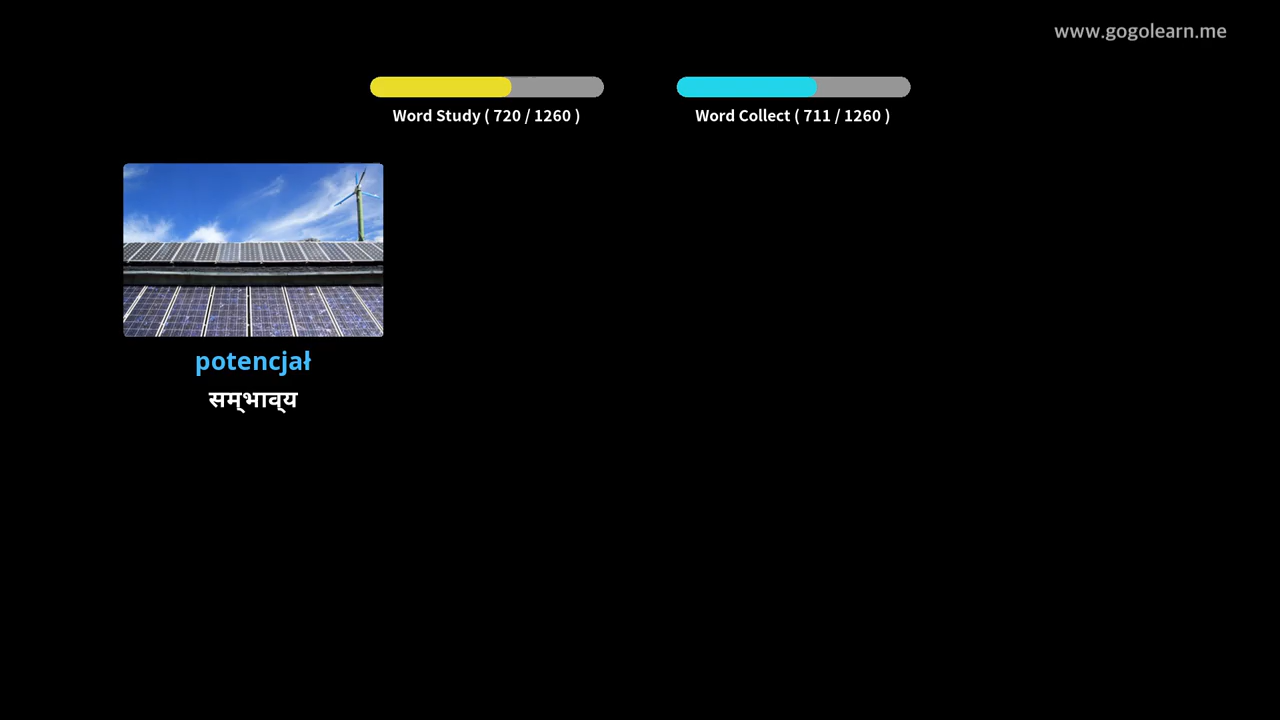 www.gogolearn.me
Word Study ( 720 / 1260 )
Word Collect ( 711 / 1260 )
potencjał
सम्भाव्य